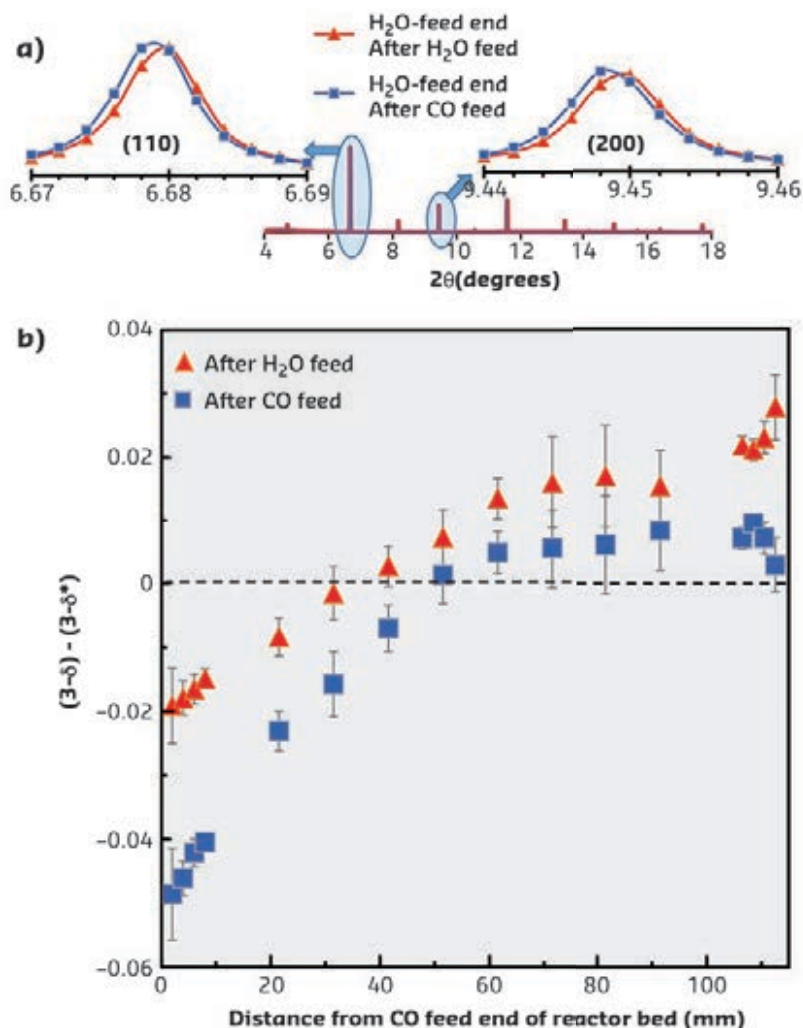 a)
H₂O-feed end
After H₂O feed
H₂O-feed end
After CO feed
(110)
(200)
6.67 6.68 6.69
9.44 9.45 9.46
4 6 8 10 12 14 16 18
2θ(degrees)
b)
After H₂O feed
After CO feed
0.04
0.02
0
−0.02
−0.04
−0.06
(3-δ) - (3-δ*)
0 20 40 60 80 100
Distance from CO feed end of reactor bed (mm)